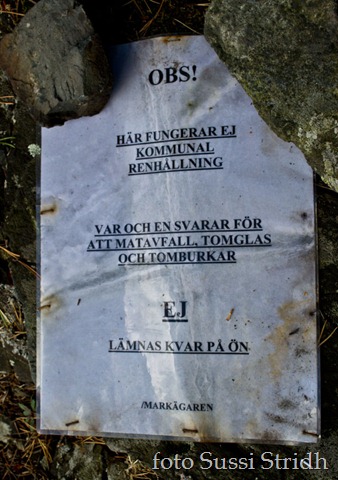 OBS!
HÄR FUNGERAR EJ
KOMMUNAL
RENHÅLLNING
VAR OCH EN SVARAR FÖR
ATT MATAVFALL, TOMGLAS
OCH TOMBURKAR
EJ
LÄMNAS KVAR PÅ ÖN
/MARKÄGAREN
foto Sussi Stridh